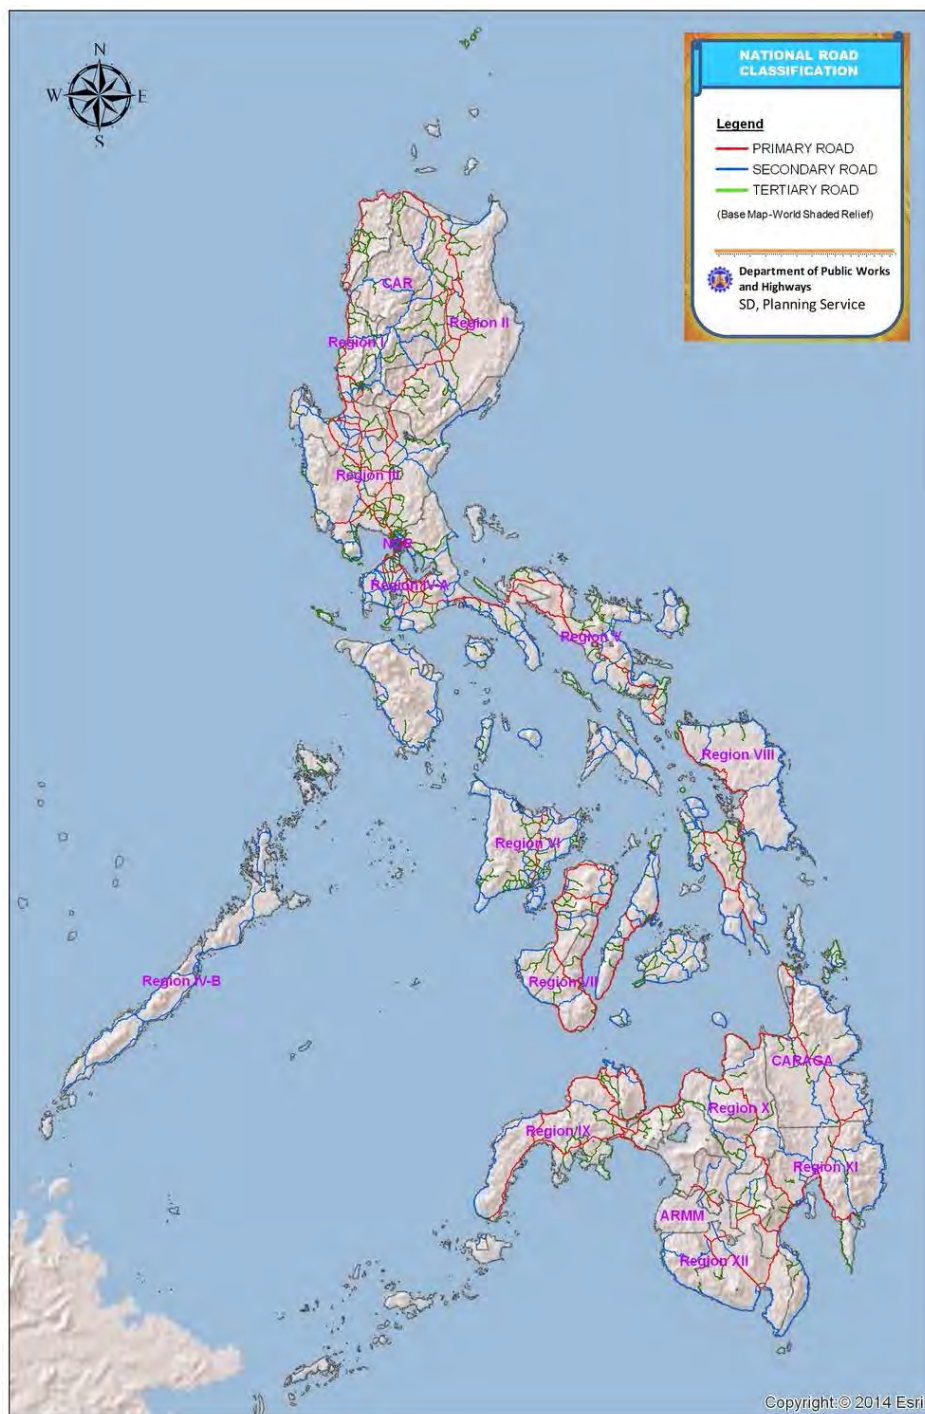 N
W
E
S
NATIONAL ROAD
CLASSIFICATION
Legend
PRIMARY ROAD
SECONDARY ROAD
TERTIARY ROAD
(Base Map-World Shaded Relief)
Department of Public Works
and Highways
SD, Planning Service
CAR
Region II
Region I
Region III
NCR
Region IV-A
Region V
Region VIII
Region VI
Region IV-B
Region VII
CARAGA
Region X
Region IX
Region XI
ARMM
Region XII
Copyright:© 2014 Esri